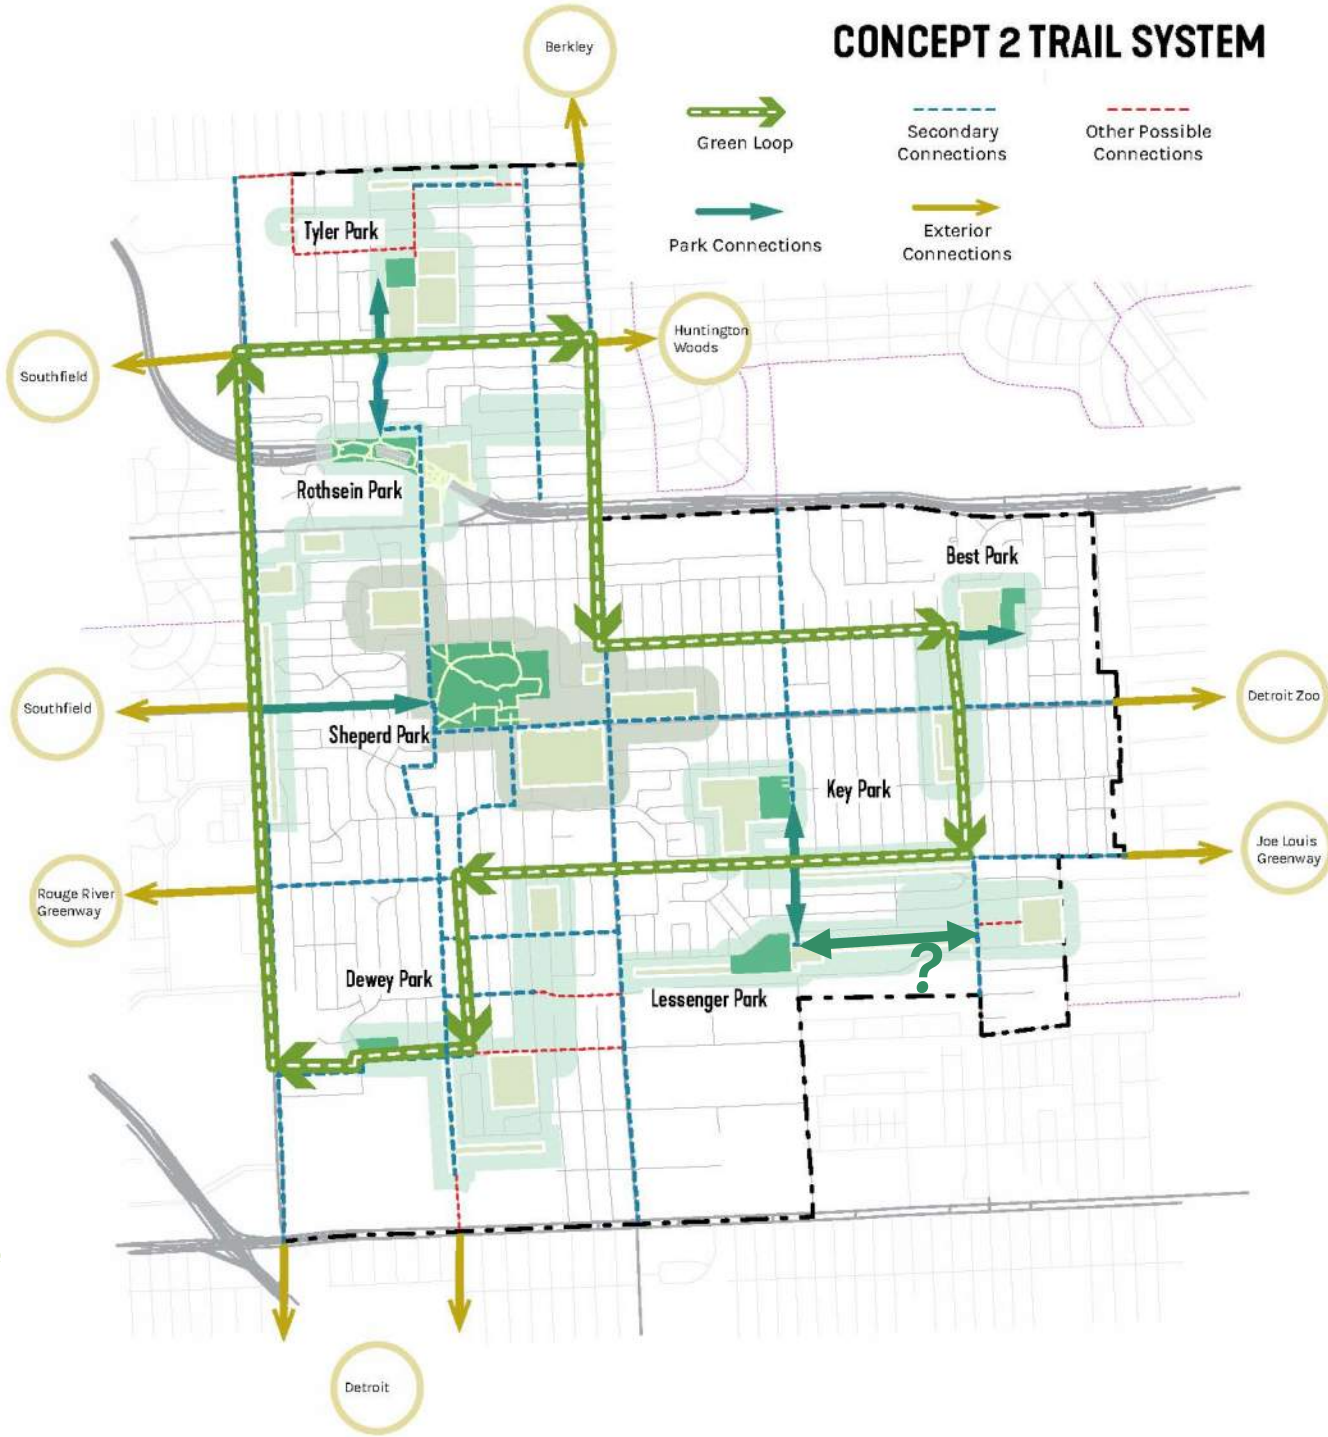 Berkley
CONCEPT 2 TRAIL SYSTEM
Green Loop
Secondary
Connections
Other Possible
Connections
Park Connections
Exterior
Connections
Tyler Park
Huntington
Woods
Southfield
Rothsein Park
Best Park
Southfield
Sheperd Park
Detroit Zoo
Key Park
Joe Louis
Greenway
Rouge River
Greenway
Dewey Park
?
Lessenger Park
Detroit